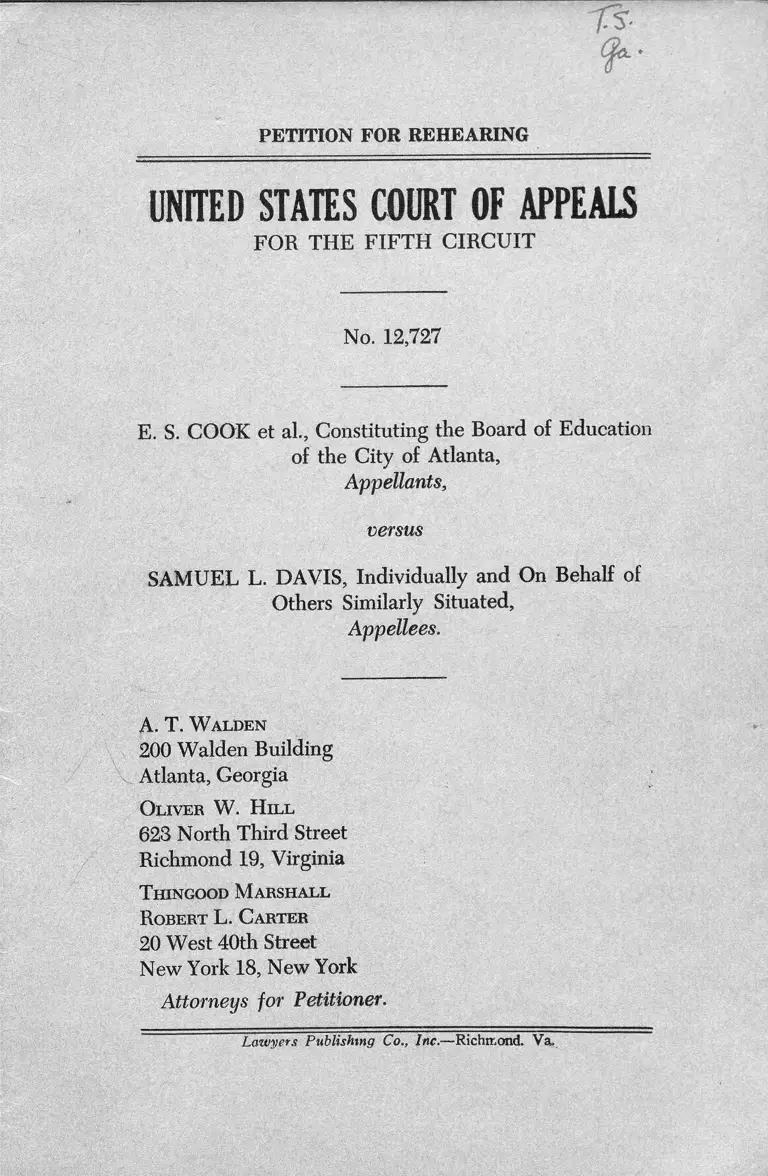 T.S.
Ga.
PETITION FOR REHEARING
UNITED STATES COURT OF APPEALS
FOR THE FIFTH CIRCUIT
No. 12,727
E. S. COOK et al., Constituting the Board of Education
of the City of Atlanta,
Appellants,
versus
SAMUEL L. DAVIS, Individually and On Behalf of
Others Similarly Situated,
Appellees.
A. T. WALDEN
200 Walden Building
Atlanta, Georgia
OLIVER W. HILL
623 North Third Street
Richmond 19, Virginia
THINGOOD MARSHALL
ROBERT L. CARTER
20 West 40th Street
New York 18, New York
Attorneys for Petitioner.
Lawyers Publishing Co., Inc.—Richmond. Va.